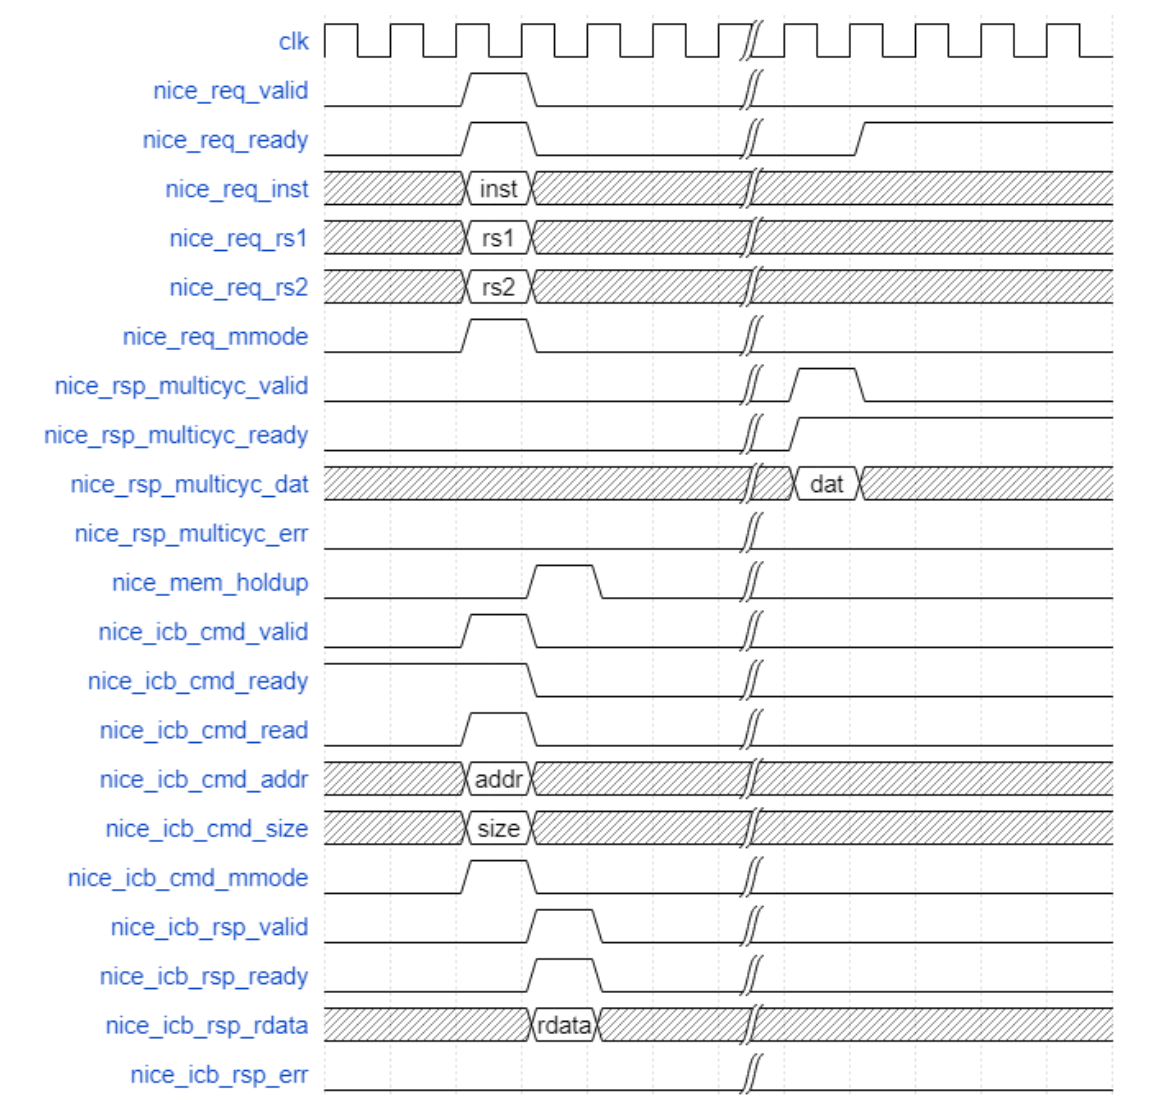 clk
nice_req_valid
nice_req_ready
nice_req_inst inst
nice_req_rs1 rs1
nice_req_rs2 rs2
nice_req_mmode
nice_rsp_multicyc_valid
nice_rsp_multicyc_ready
nice_rsp_multicyc_dat dat
nice_rsp_multicyc_err
nice_mem_holdup
nice_icb_cmd_valid
nice_icb_cmd_ready
nice_icb_cmd_read
nice_icb_cmd_addr addr
nice_icb_cmd_size size
nice_icb_cmd_mmode
nice_icb_rsp_valid
nice_icb_rsp_ready
nice_icb_rsp_rdata rdata
nice_icb_rsp_err